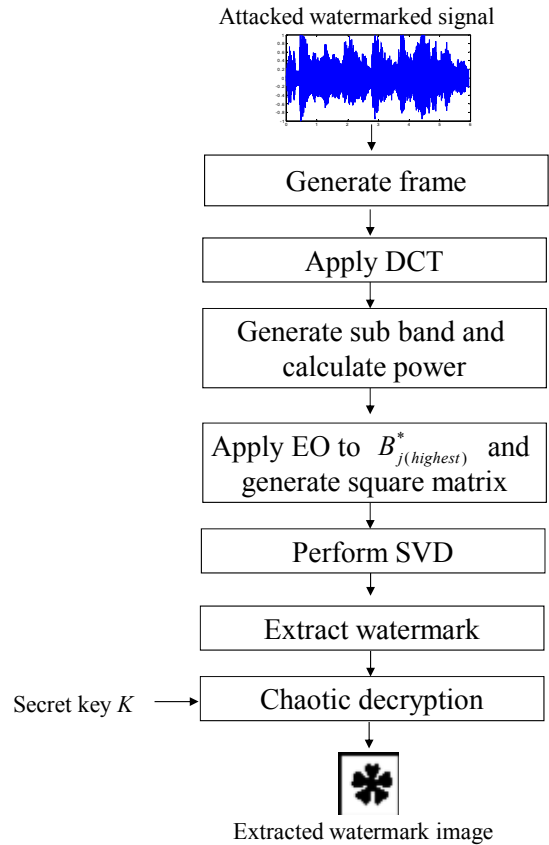 Attacked watermarked signal
Generate frame
Apply DCT
Generate sub band and
calculate power
Apply EO to B*j(highest) and
generate square matrix
Perform SVD
Extract watermark
Secret key K
Chaotic decryption
Extracted watermark image